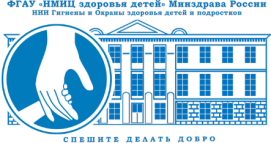 ФГАУ «НМИЦ здоровья детей» Минздрава России
НИИ Гигиены и Охраны здоровья детей и подростков
СПЕШИТЕ ДЕЛАТЬ ДОБРО